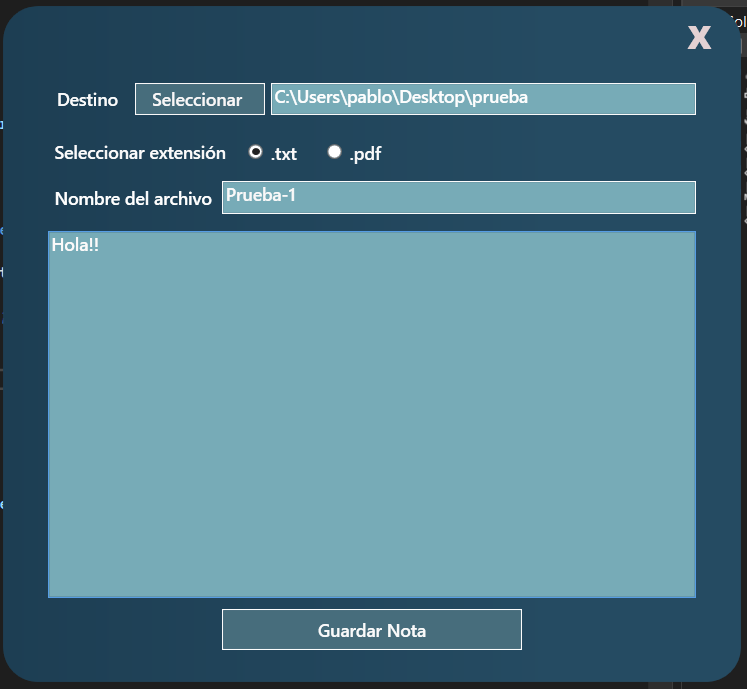 X
Destino Seleccionar C:\Users\pablo\Desktop\prueba
Seleccionar extensión .txt .pdf
Nombre del archivo Prueba-1
Hola!!
Guardar Nota